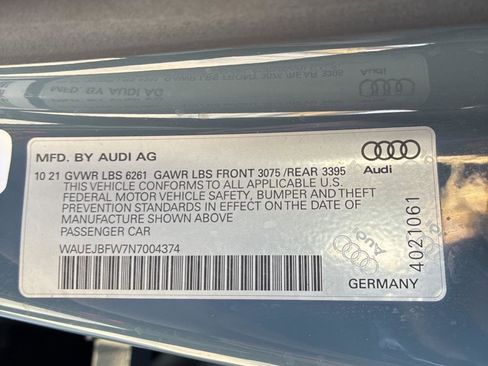 MFD. BY AUDI AG
Audi
10 21 GVWR LBS 6261 GAWR LBS FRONT 3075 /REAR 3395
THIS VEHICLE CONFORMS TO ALL APPLICABLE U.S.
FEDERAL MOTOR VEHICLE SAFETY, BUMPER AND THEFT
PREVENTION STANDARDS IN EFFECT ON THE DATE OF
MANUFACTURE SHOWN ABOVE
PASSENGER CAR
WAUEJBFW7N7004374
4021061
Audi
GERMANY